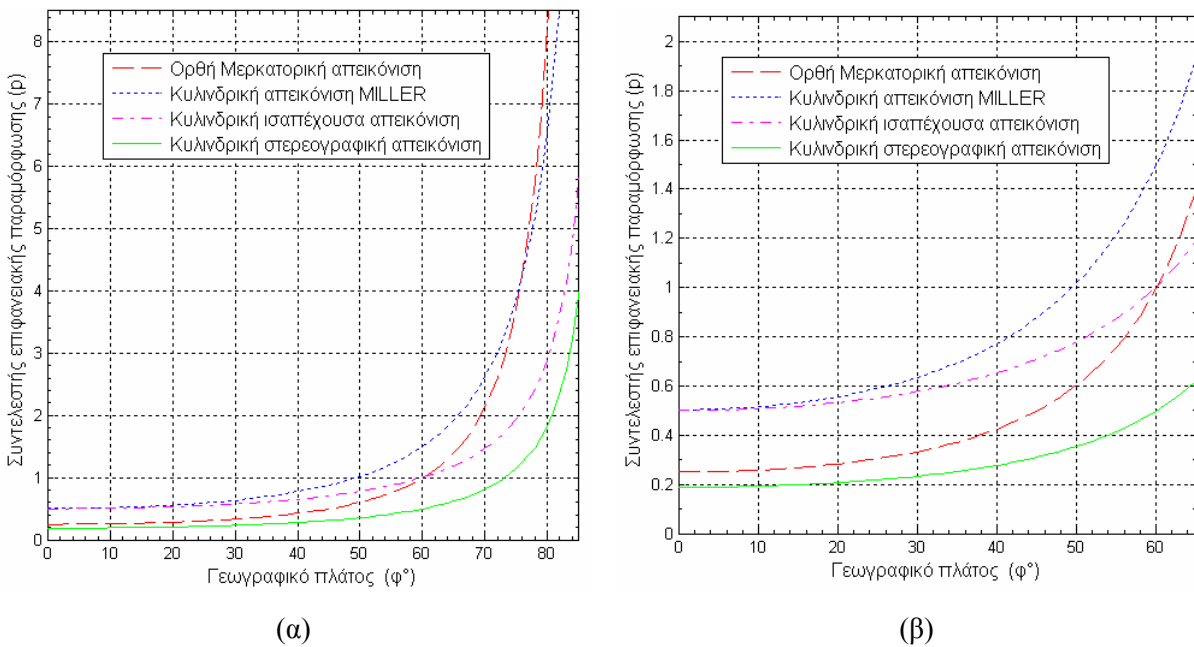 Συντελεστής επιφανειακής παραμόρφωσης (p)
8
7
6
5
4
3
2
1
0
Ορθή Μερκατορική απεικόνιση
Κυλινδρική απεικόνιση MILLER
Κυλινδρική ισαπέχουσα απεικόνιση
Κυλινδρική στερεογραφική απεικόνιση
0 10 20 30 40 50 60 70 80
Γεωγραφικό πλάτος (φ°)
(α)
Συντελεστής επιφανειακής παραμόρφωσης (p)
2
1.8
1.6
1.4
1.2
1
0.8
0.6
0.4
0.2
0
Ορθή Μερκατορική απεικόνιση
Κυλινδρική απεικόνιση MILLER
Κυλινδρική ισαπέχουσα απεικόνιση
Κυλινδρική στερεογραφική απεικόνιση
0 10 20 30 40 50 60
Γεωγραφικό πλάτος (φ°)
(β)